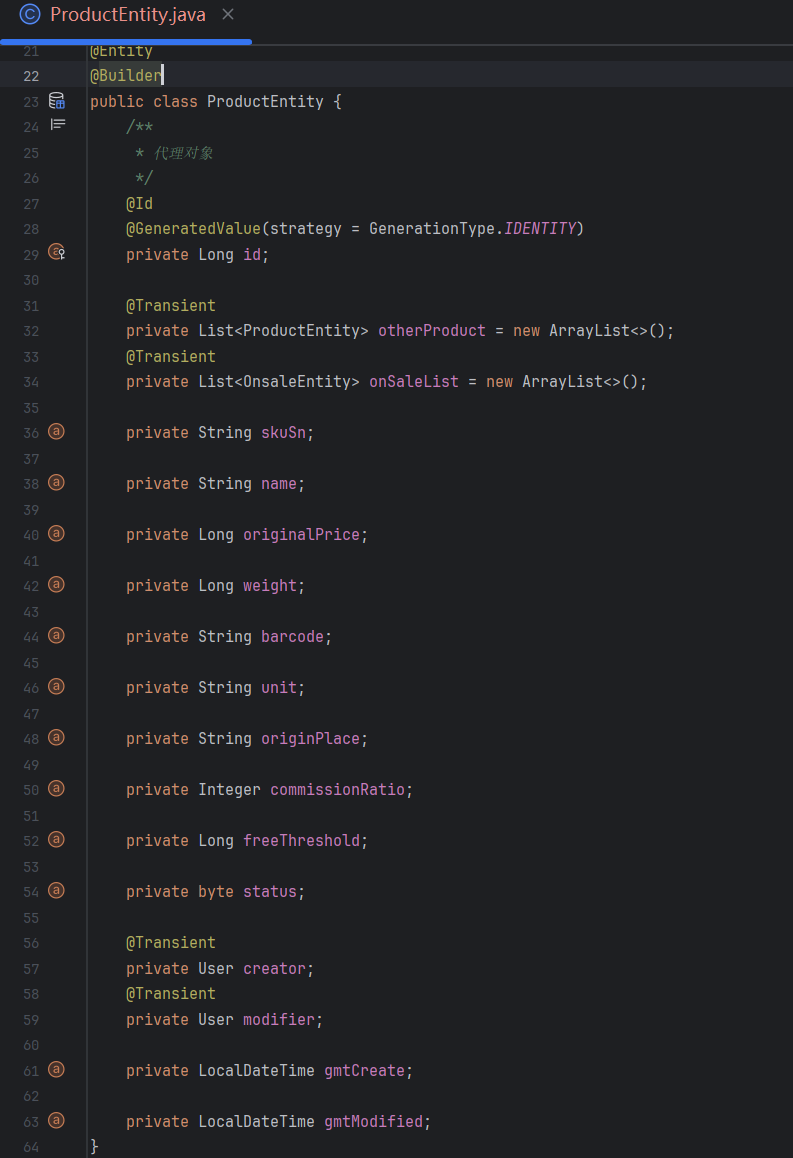 ProductEntity.java
21 @Entity
22 @Builder
23 public class ProductEntity {
24 /**
25 * 代理对象
26 */
27 @Id
28 @GeneratedValue(strategy = GenerationType.IDENTITY)
29 private Long id;
30
31 @Transient
32 private List<ProductEntity> otherProduct = new ArrayList<>();
33 @Transient
34 private List<OnsaleEntity> onSaleList = new ArrayList<>();
35
36 private String skuSn;
37
38 private String name;
39
40 private Long originalPrice;
41
42 private Long weight;
43
44 private String barcode;
45
46 private String unit;
47
48 private String originPlace;
49
50 private Integer commissionRatio;
51
52 private Long freeThreshold;
53
54 private byte status;
55
56 @Transient
57 private User creator;
58 @Transient
59 private User modifier;
60
61 private LocalDateTime gmtCreate;
62
63 private LocalDateTime gmtModified;
64 }